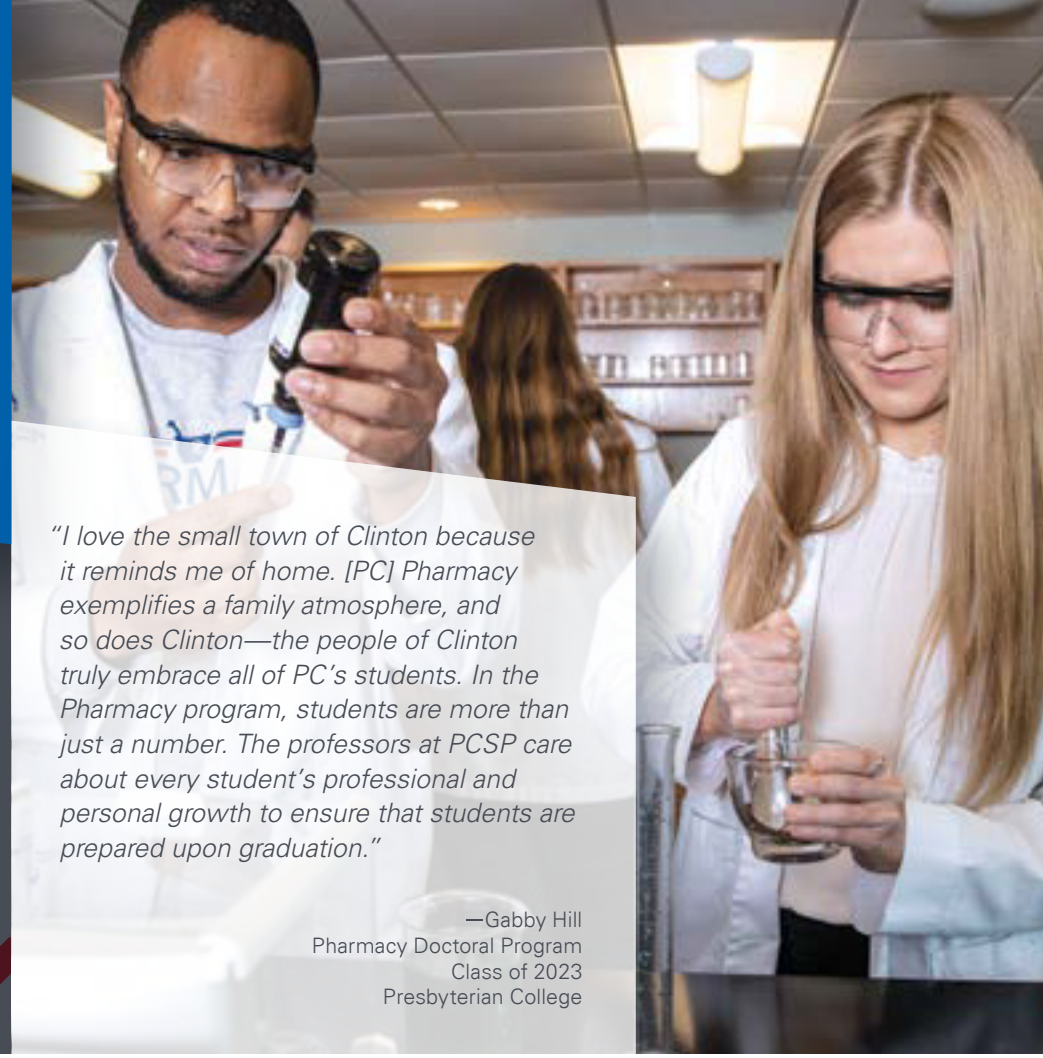 RM
“I love the small town of Clinton because
it reminds me of home. [PC] Pharmacy
exemplifies a family atmosphere, and
so does Clinton—the people of Clinton
truly embrace all of PC’s students. In the
Pharmacy program, students are more than
just a number. The professors at PCSP care
about every student’s professional and
personal growth to ensure that students are
prepared upon graduation.”
—Gabby Hill
Pharmacy Doctoral Program
Class of 2023
Presbyterian College